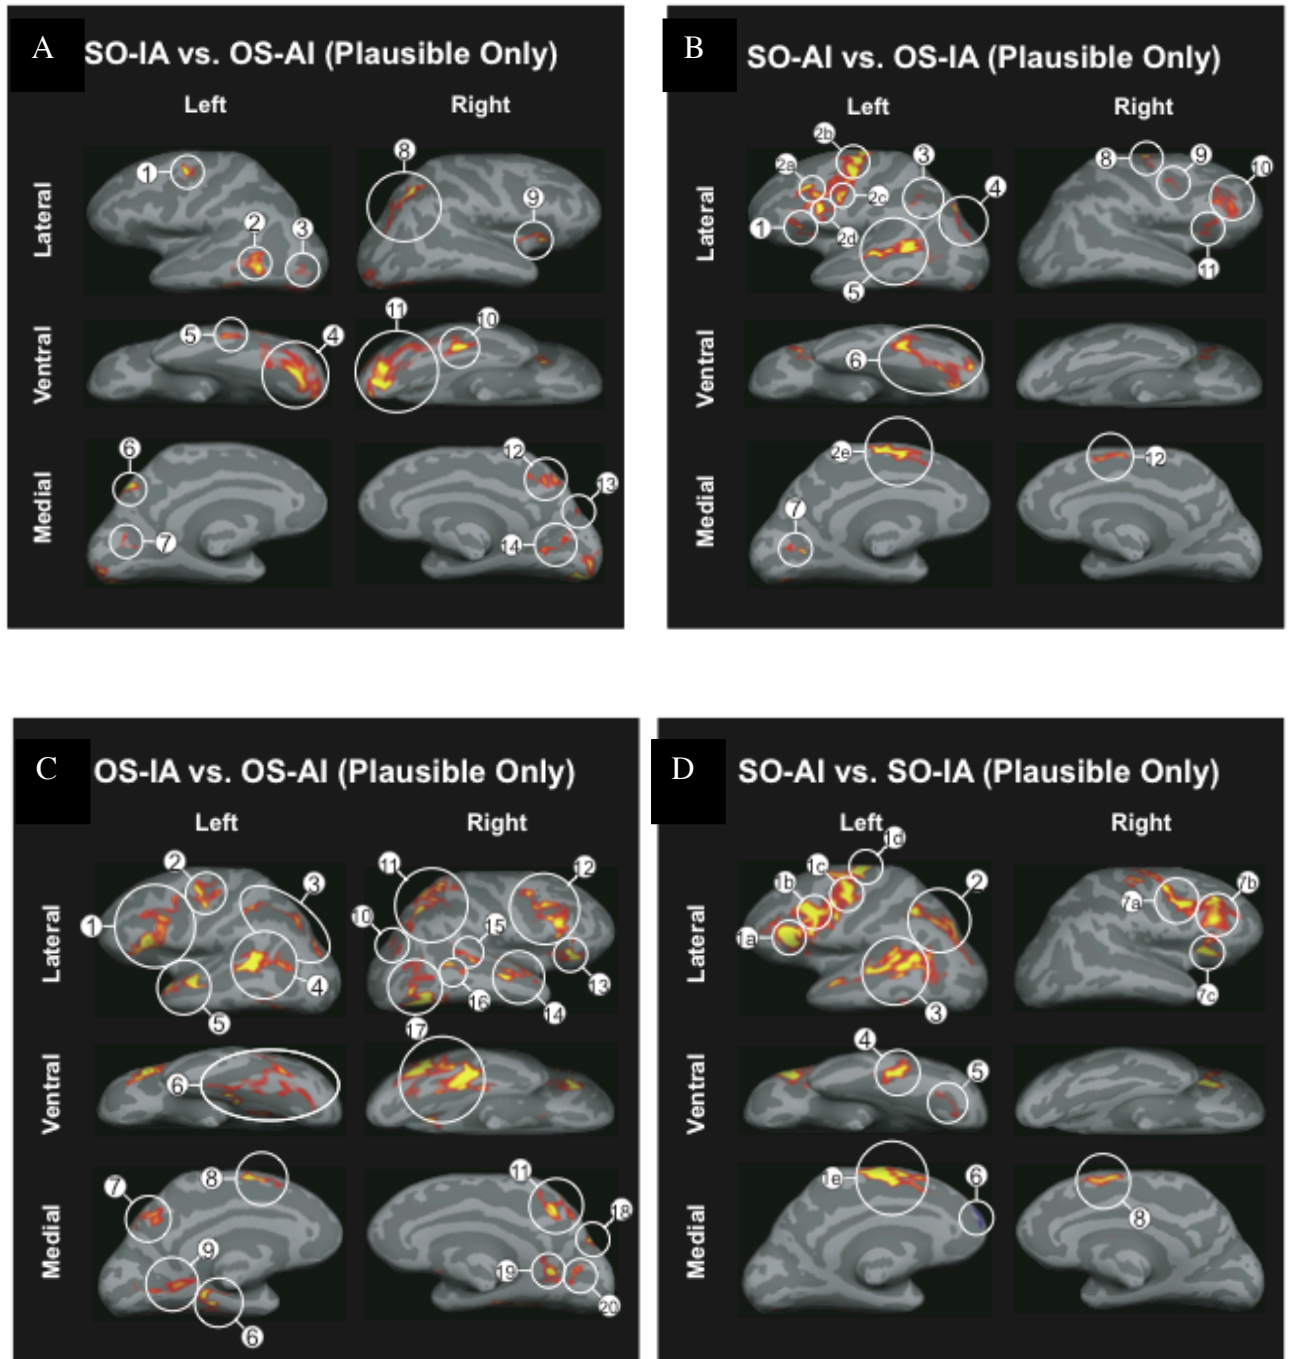 A
SO-IA vs. OS-AI (Plausible Only)
Left Right
Lateral
1 2 3 8 9
Ventral
5 4 11 10
Medial
6 7 12 13 14
B
SO-AI vs. OS-IA (Plausible Only)
Left Right
Lateral
2b 2a 3 4 2c 1 2d 5 8 9 10 11
Ventral
6
Medial
2e 7 12
C
OS-IA vs. OS-AI (Plausible Only)
Left Right
Lateral
2 3 1 4 5 11 12 10 15 13 16 14 17
Ventral
6
Medial
8 7 9 6 11 18 19 20
D
SO-AI vs. SO-IA (Plausible Only)
Left Right
Lateral
1d 1c 1b 2 1a 3 7b 7a 7c
Ventral
4 5
Medial
1e 6 8